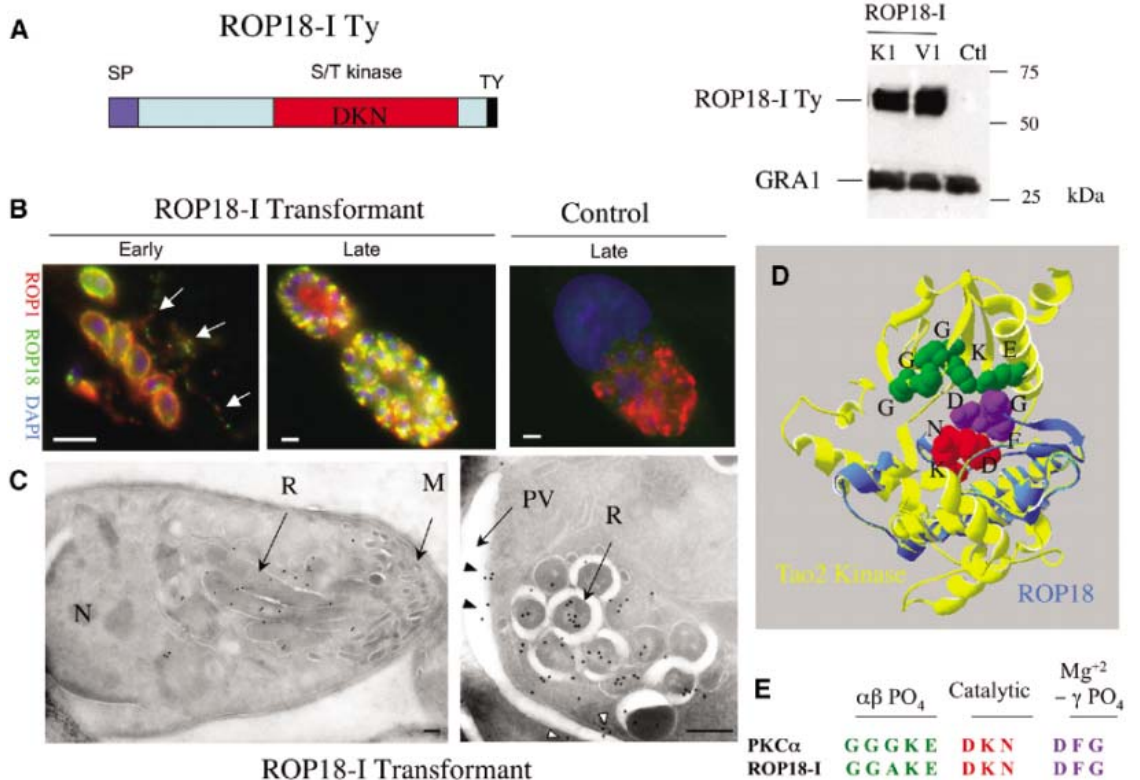 A
ROP18-I Ty
SP
S/T kinase
TY
DKN
ROP18-I
K1 V1 Ctl
ROP18-I Ty
GRA1
75
50
25 kDa
B
ROP18-I Transformant
Control
Early
Late
Late
ROP1 ROP18 DAPI
C
R
M
N
PV
R
ROP18-I Transformant
D
G
G
K
E
G
D
G
N
F
K
D
Tao2 Kinase
ROP18
E
αβ PO4
Catalytic
Mg+2
– γ PO4
PKCα G G G K E D K N D F G
ROP18-I G G A K E D K N D F G